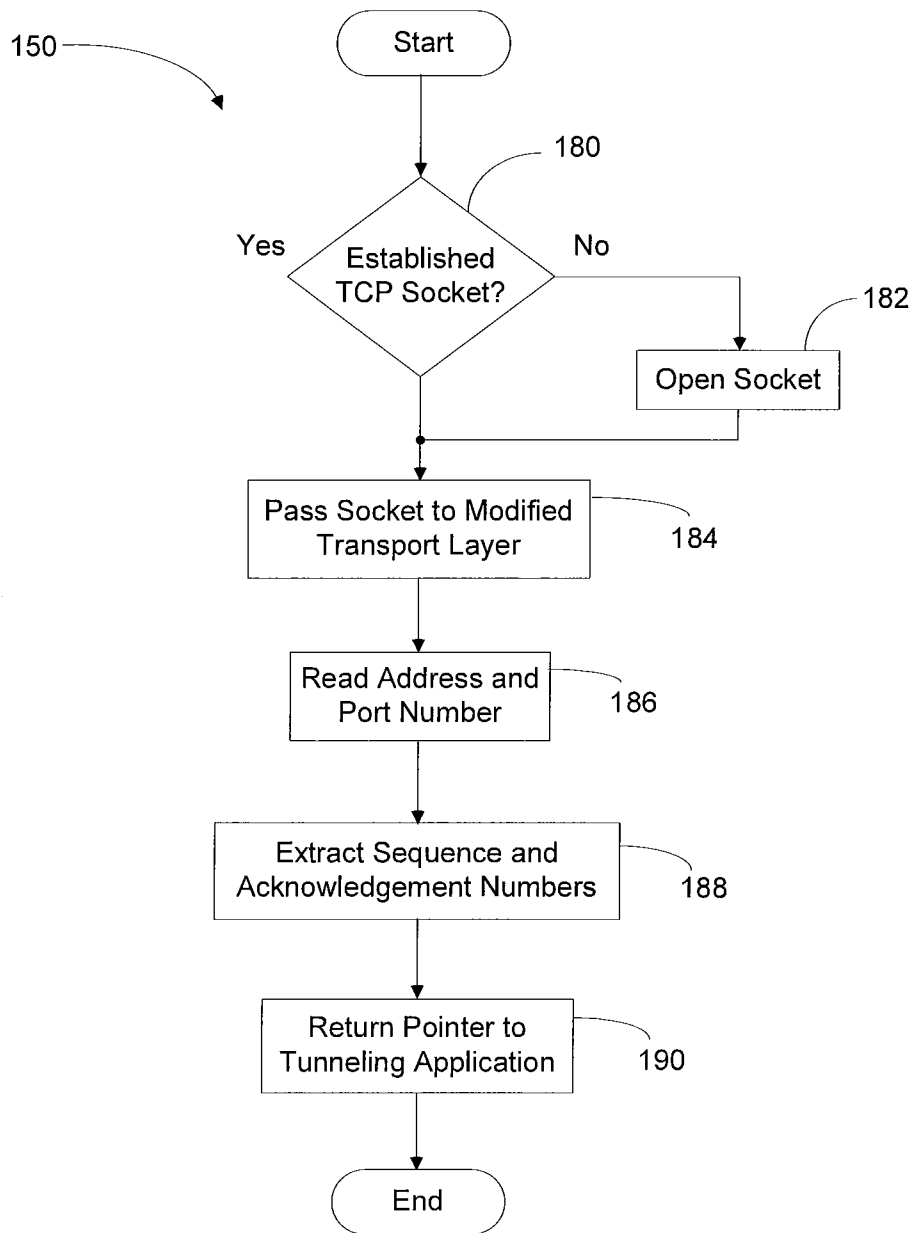 Start
150
180
Yes
No
Established
TCP Socket?
182
Open Socket
Pass Socket to Modified
Transport Layer
184
Read Address and
Port Number
186
Extract Sequence and
Acknowledgement Numbers
188
Return Pointer to
Tunneling Application
190
End